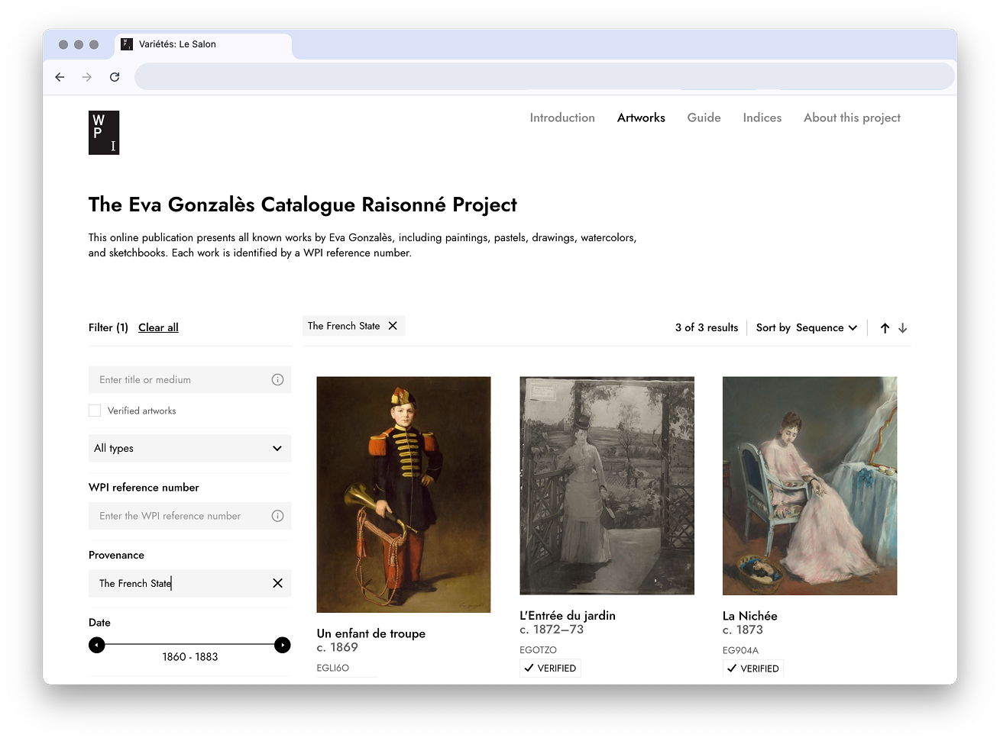 Variétés: Le Salon
W
P
I
Introduction
Artworks
Guide
Indices
About this project
The Eva Gonzalès Catalogue Raisonné Project
This online publication presents all known works by Eva Gonzalès, including paintings, pastels, drawings, watercolors,
and sketchbooks. Each work is identified by a WPI reference number.
Filter (1) Clear all
The French State
3 of 3 results
Sort by Sequence
Enter title or medium
Verified artworks
All types
WPI reference number
Enter the WPI reference number
Provenance
The French State
Date
1860 - 1883
Un enfant de troupe
c. 1869
EGLI6O
L'Entrée du jardin
c. 1872–73
EGOTZO
VERIFIED
La Nichée
c. 1873
EG904A
VERIFIED